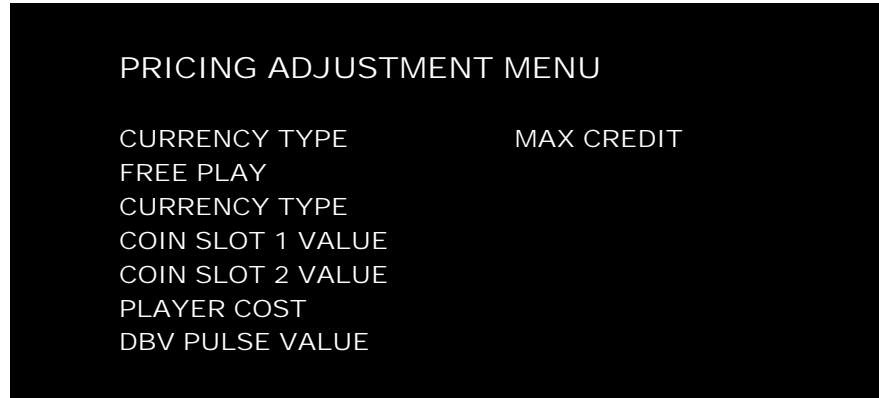 PRICING ADJUSTMENT MENU
CURRENCY TYPE MAX CREDIT
FREE PLAY
CURRENCY TYPE
COIN SLOT 1 VALUE
COIN SLOT 2 VALUE
PLAYER COST
DBV PULSE VALUE